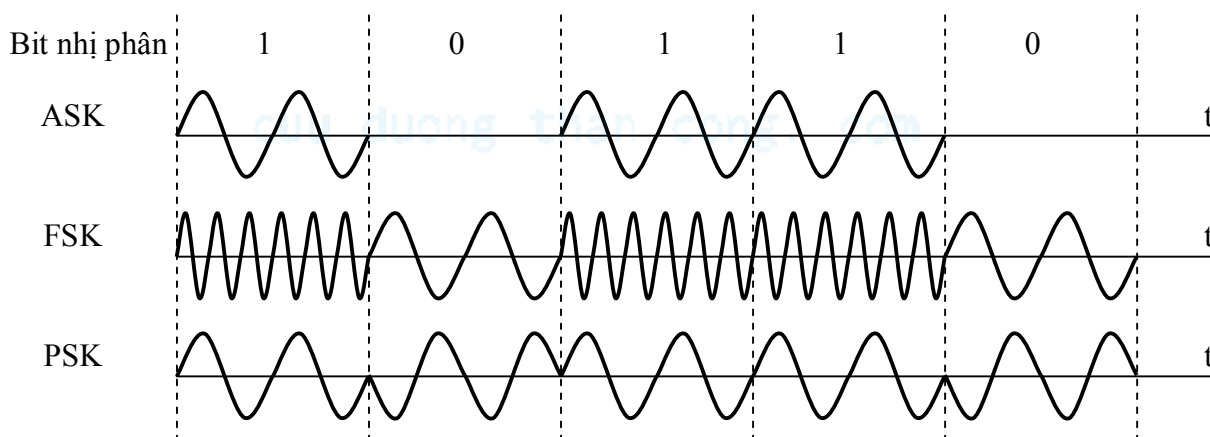 Bit nhị phân 1 0 1 1 0
ASK t
cuu duong than cong. com
FSK t
PSK t